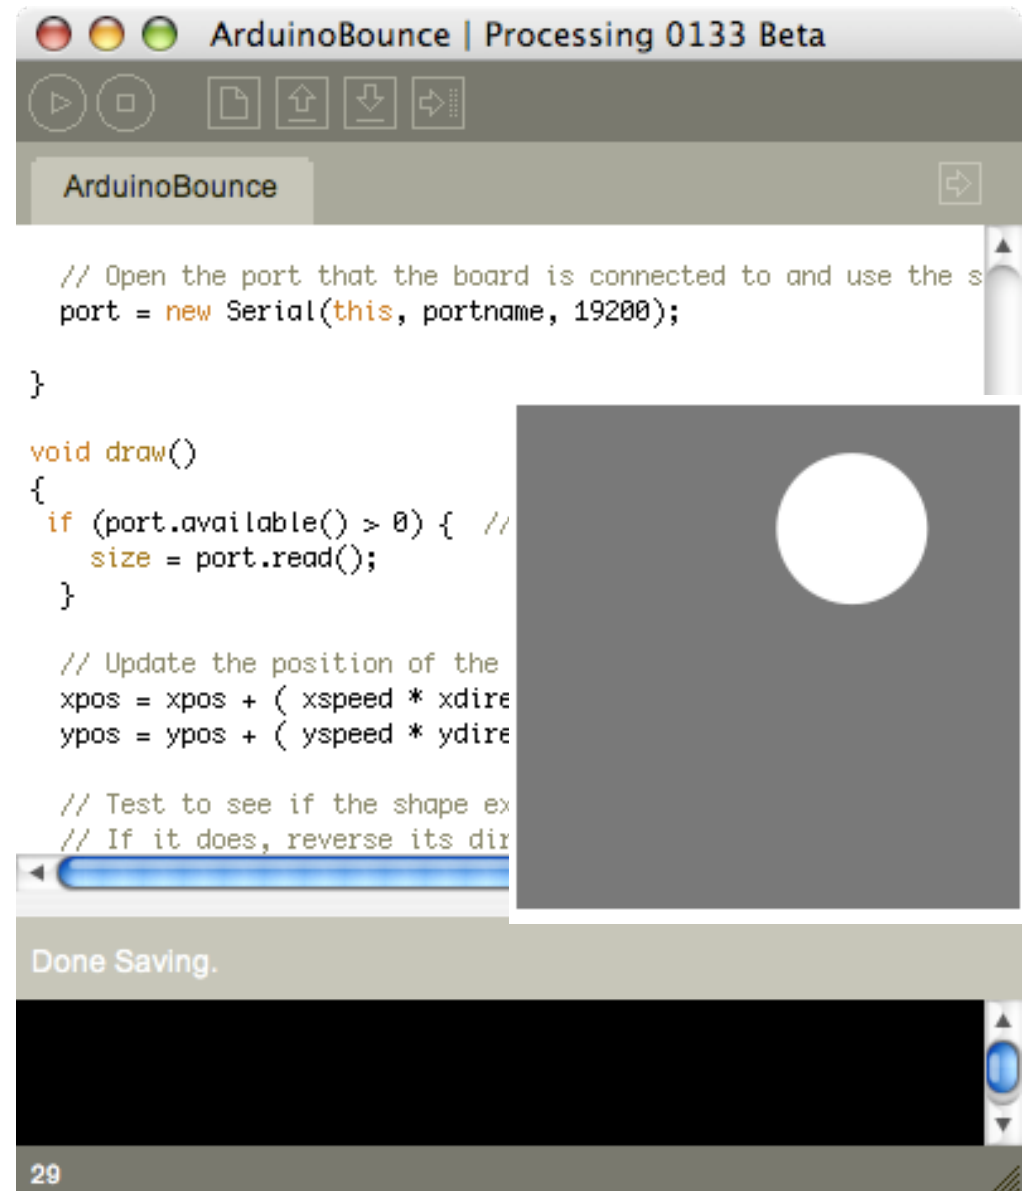 ArduinoBounce | Processing 0133 Beta
ArduinoBounce
// Open the port that the board is connected to and use the s
port = new Serial(this, portname, 19200);
}
void draw()
{
if (port.available() > 0) { //
size = port.read();
}
// Update the position of the
xpos = xpos + ( xspeed * xdire
ypos = ypos + ( yspeed * ydire
// Test to see if the shape ex
// If it does, reverse its dir
Done Saving.
29